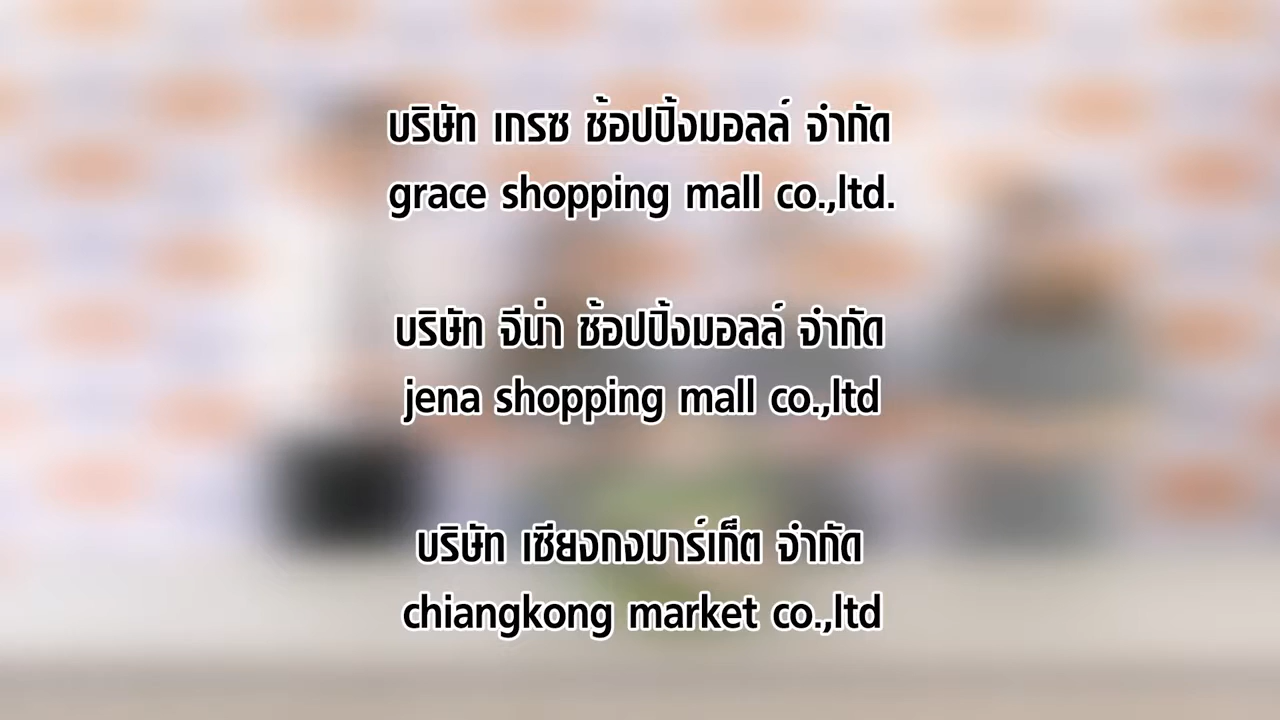 บริษัท เกรซ ช้อปปิ้งมอลล์ จำกัด
grace shopping mall co.,ltd.
บริษัท จีน่า ช้อปปิ้งมอลล์ จำกัด
jena shopping mall co.,ltd
บริษัท เซียงกงมาร์เก็ต จำกัด
chiangkong market co.,ltd